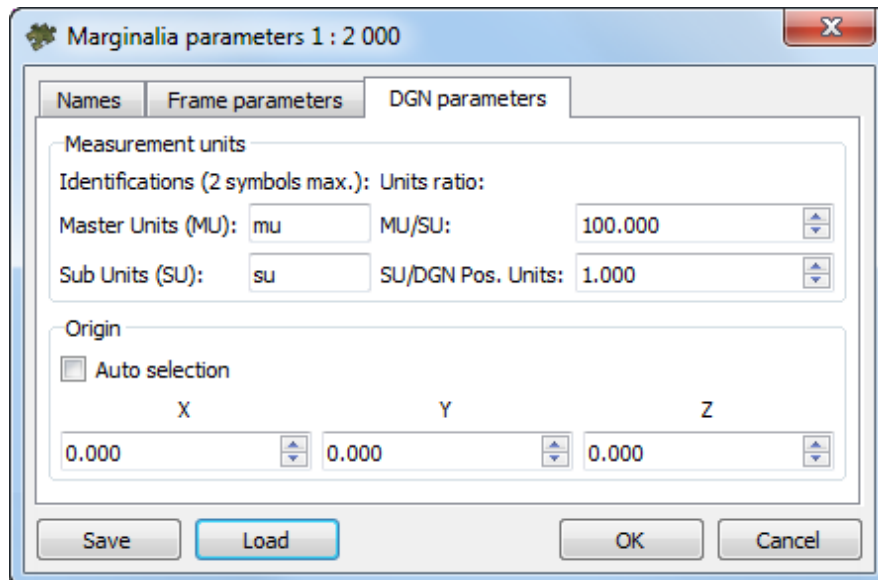 Marginalia parameters 1 : 2 000
Names Frame parameters DGN parameters
Measurement units
Identifications (2 symbols max.): Units ratio:
Master Units (MU): mu MU/SU: 100.000
Sub Units (SU): su SU/DGN Pos. Units: 1.000
Origin
Auto selection
X Y Z
0.000 0.000 0.000
Save Load OK Cancel